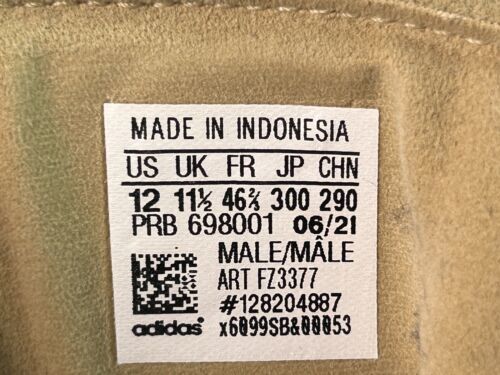 MADE IN INDONESIA
US UK FR JP CHN
12 11½ 46⅔ 300 290
PRB 698001 06/21
MALE/MÂLE
ART FZ3377
#128204887
adidas® x6099SB&00053